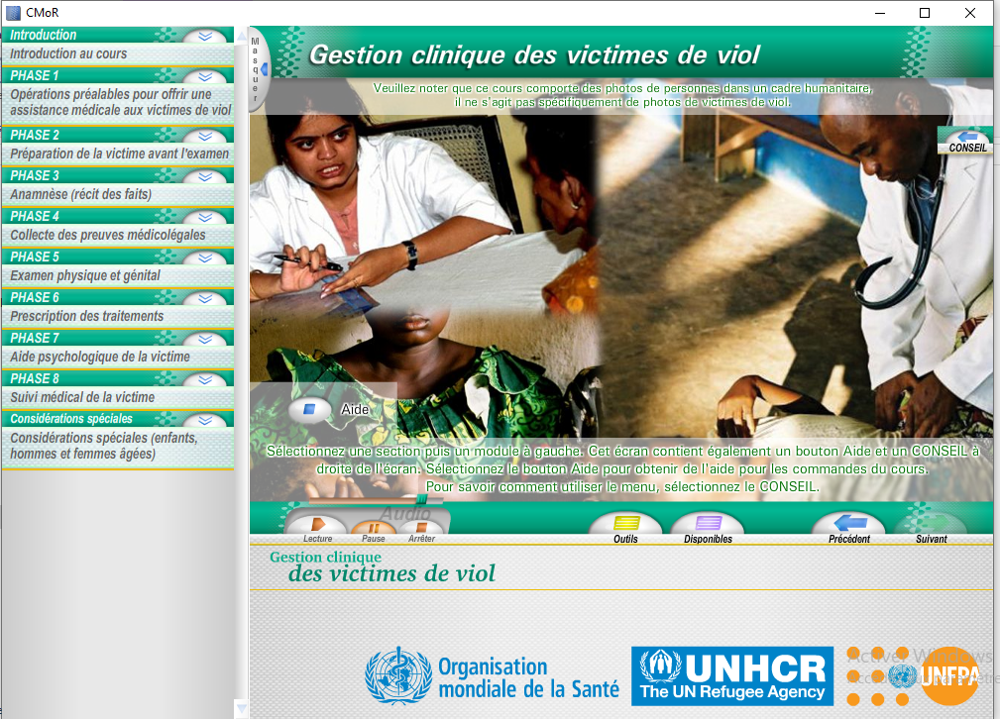 CMoR
Introduction
Introduction au cours
PHASE 1
Opérations préalables pour offrir une
assistance médicale aux victimes de viol
PHASE 2
Préparation de la victime avant l'examen
PHASE 3
Anamnèse (récit des faits)
PHASE 4
Collecte des preuves médicolégales
PHASE 5
Examen physique et génital
PHASE 6
Prescription des traitements
PHASE 7
Aide psychologique de la victime
PHASE 8
Suivi médical de la victime
Considérations spéciales
Considérations spéciales (enfants,
hommes et femmes âgées)
Masquer
Gestion clinique des victimes de viol
Veuillez noter que ce cours comporte des photos de personnes dans un cadre humanitaire,
il ne s'agit pas spécifiquement de photos de victimes de viol.
CONSEIL
Aide
Sélectionnez une section puis un module à gauche. Cet écran contient également un bouton Aide et un CONSEIL à
droite de l'écran. Sélectionnez le bouton Aide pour obtenir de l'aide pour les commandes du cours.
Pour savoir comment utiliser le menu, sélectionnez le CONSEIL.
Audio
Lecture Pause Arrêter Outils Disponibles Précédent Suivant
Gestion clinique
des victimes de viol
Organisation
mondiale de la Santé
UNHCR
The UN Refugee Agency
UNFPA
Activer Windows